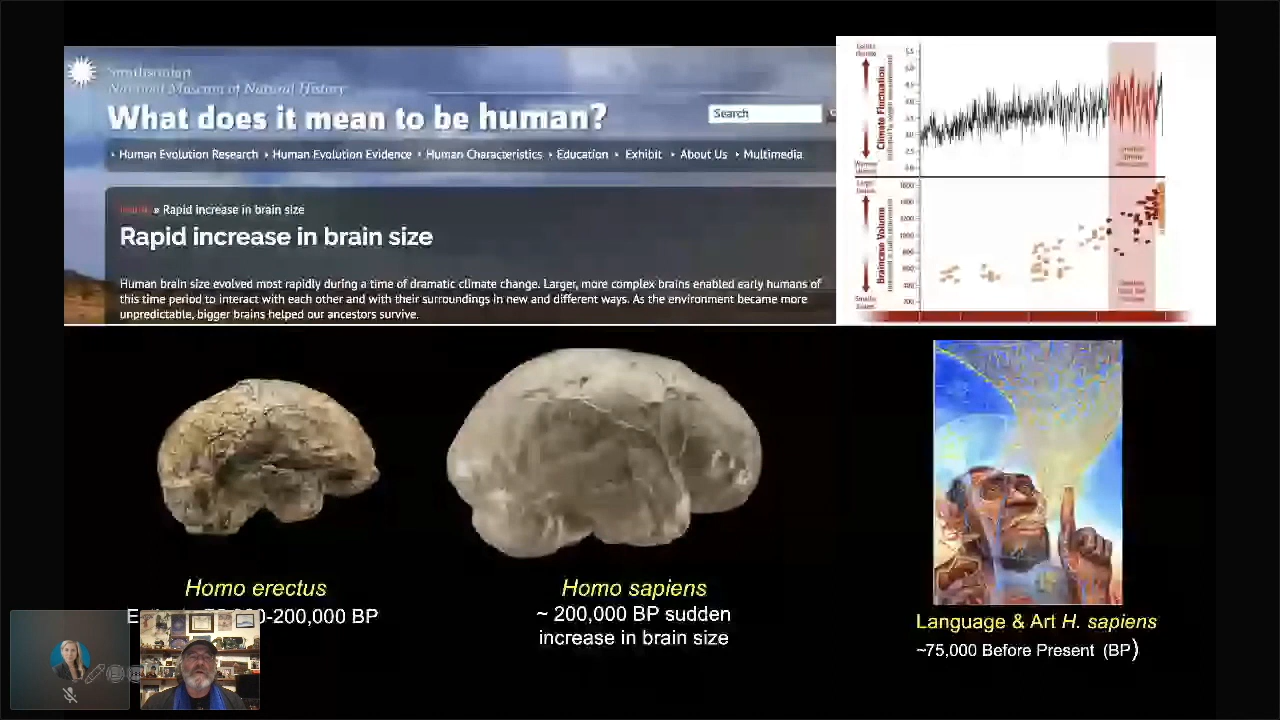 Smithsonian
National Museum of Natural History
What does it mean to be human?
Search
Human Evolution Research
Human Evolution Evidence
Human Characteristics
Education
Exhibit
About Us
Multimedia
» Rapid increase in brain size
Rapid increase in brain size
Human brain size evolved most rapidly during a time of dramatic climate change. Larger, more complex brains enabled early humans of
this time period to interact with each other and with their surroundings in new and different ways. As the environment became more
unpredictable, bigger brains helped our ancestors survive.
Climate Fluctuation
Braincase Volume
Homo erectus
0-200,000 BP
Homo sapiens
~ 200,000 BP sudden
increase in brain size
Language & Art H. sapiens
~75,000 Before Present (BP)